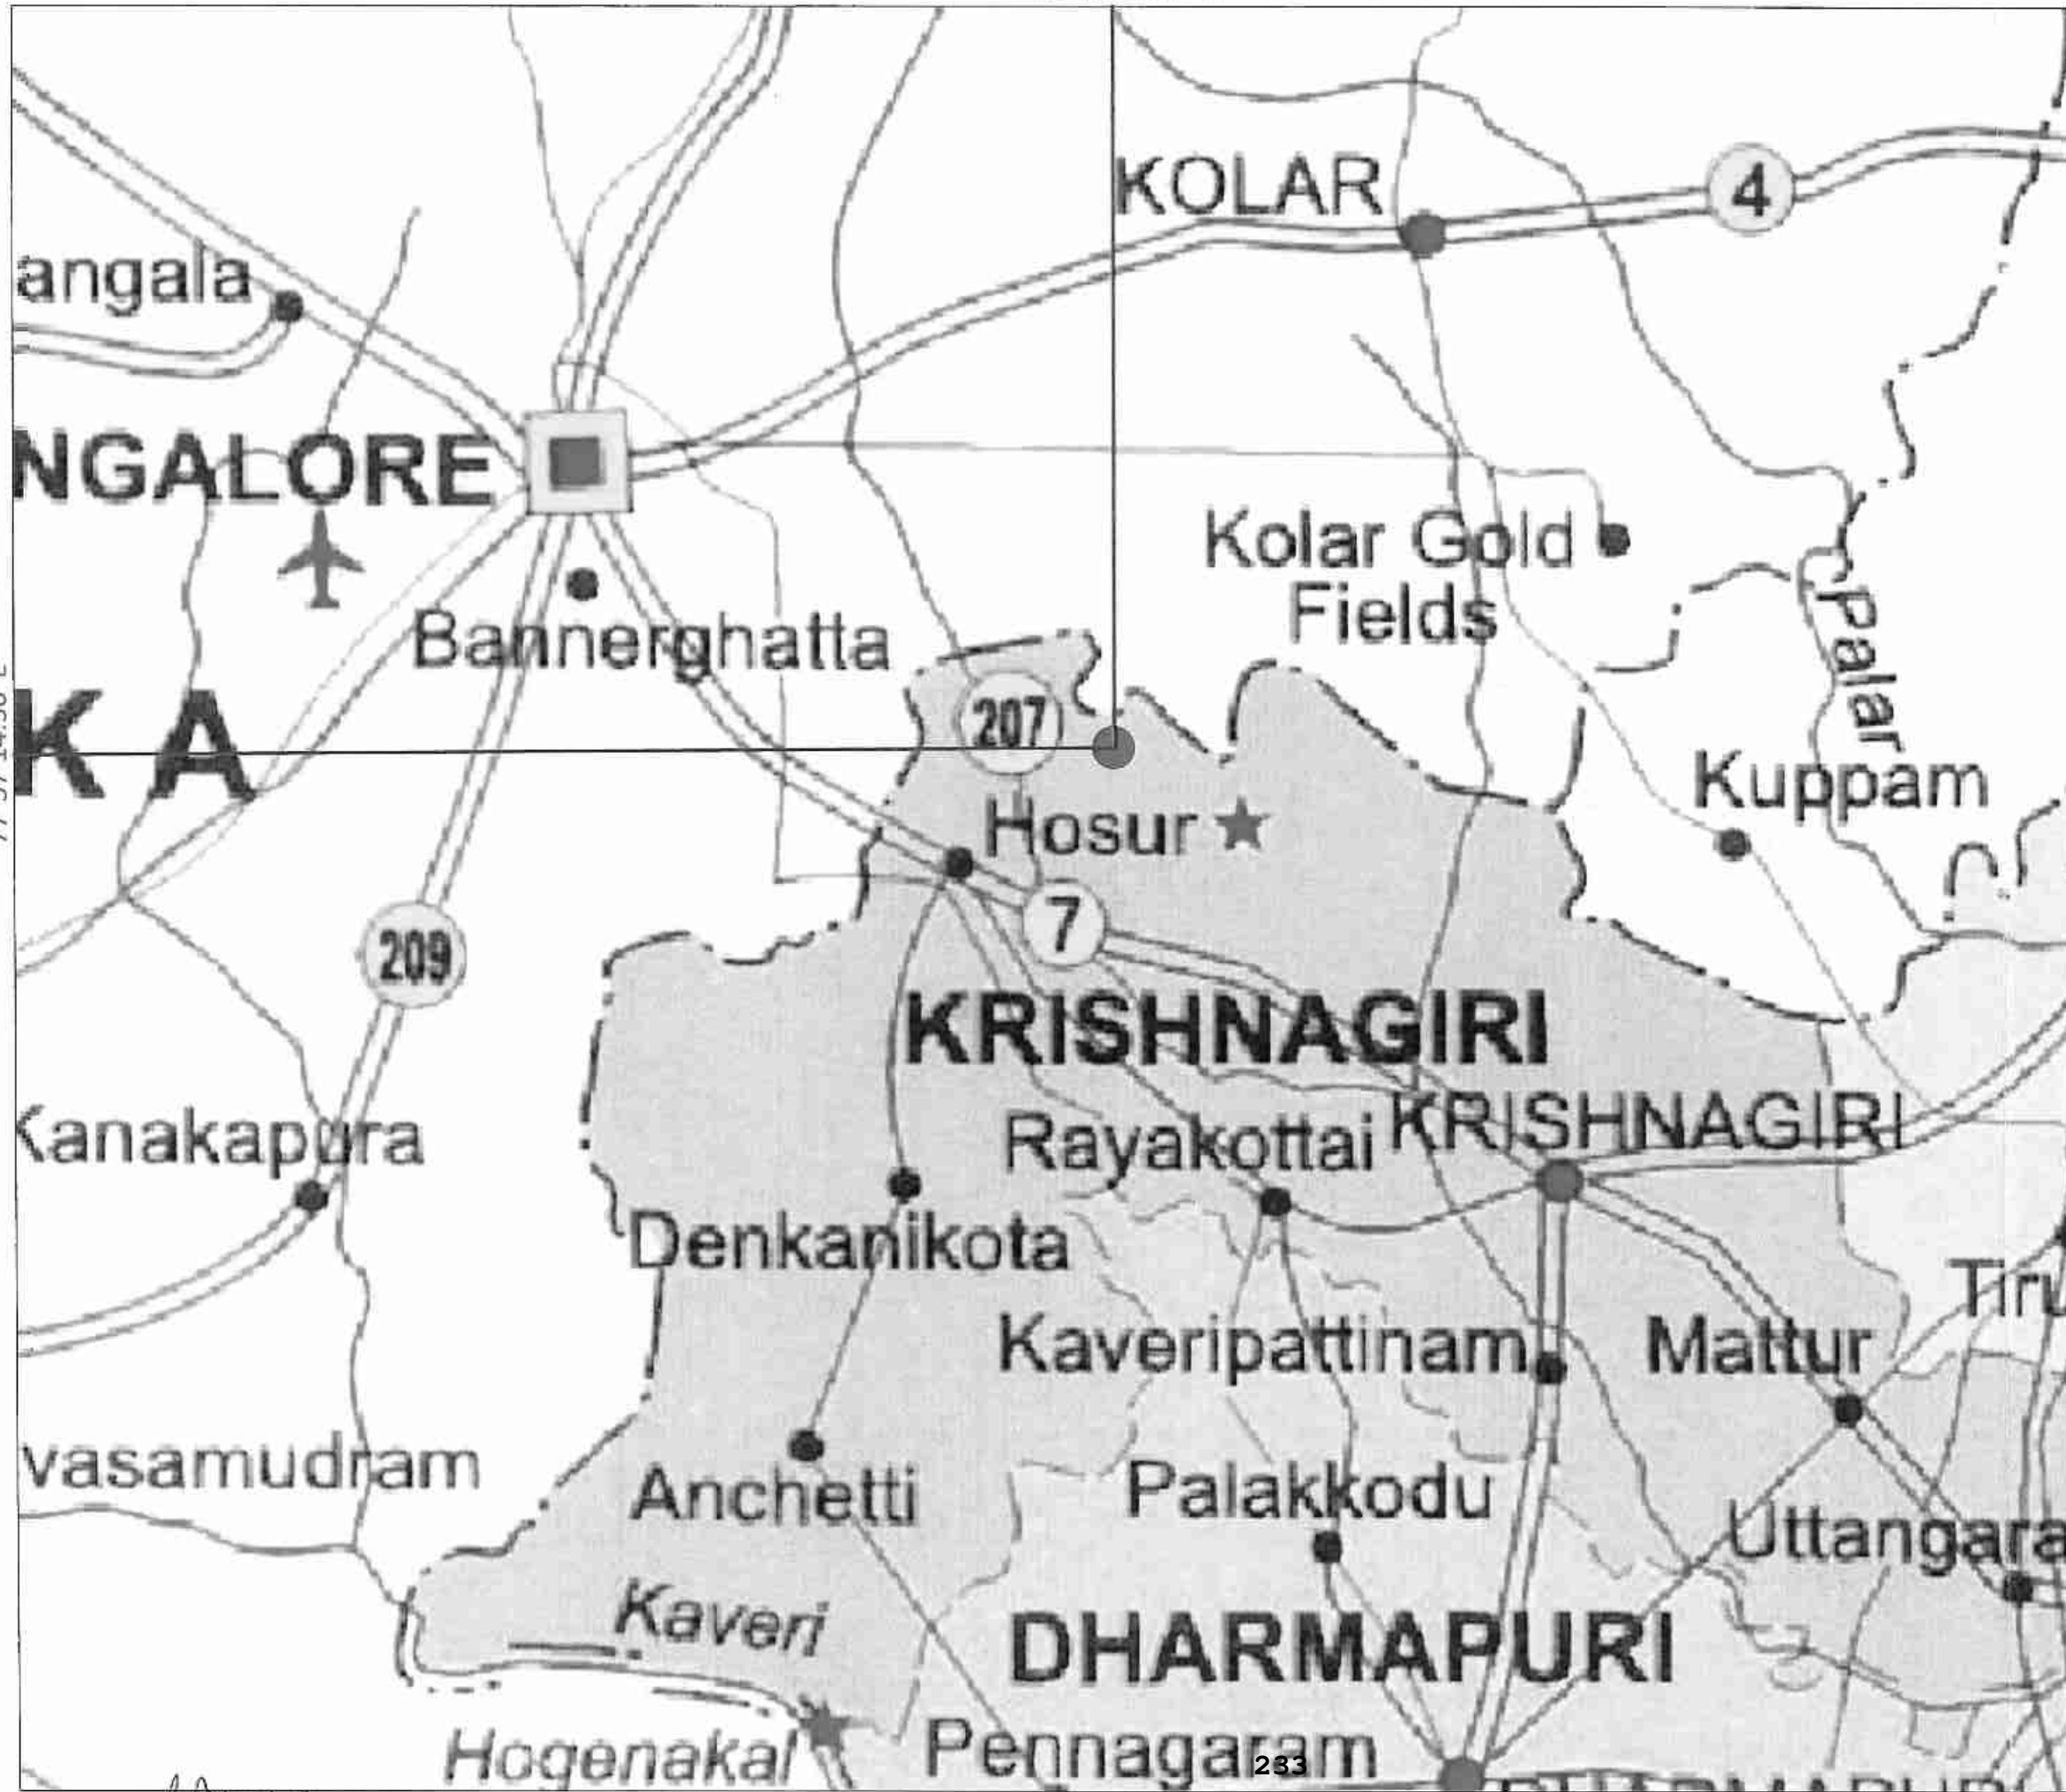 KOLAR
4
angala
NGALORE
Kolar Gold
Fields
Bannerghatta
Palar
KA
207
Kuppam
Hosur
7
209
KRISHNAGIRI
Kanakapura
Rayakottai
KRISHNAGIRI
Denkanikota
Tiru
Kaveripattinam
Mattur
vasamudram
Anchetti
Palakkodu
Uttangara
Kaveri
DHARMAPURI
Hogenakal
Pennagaram
233